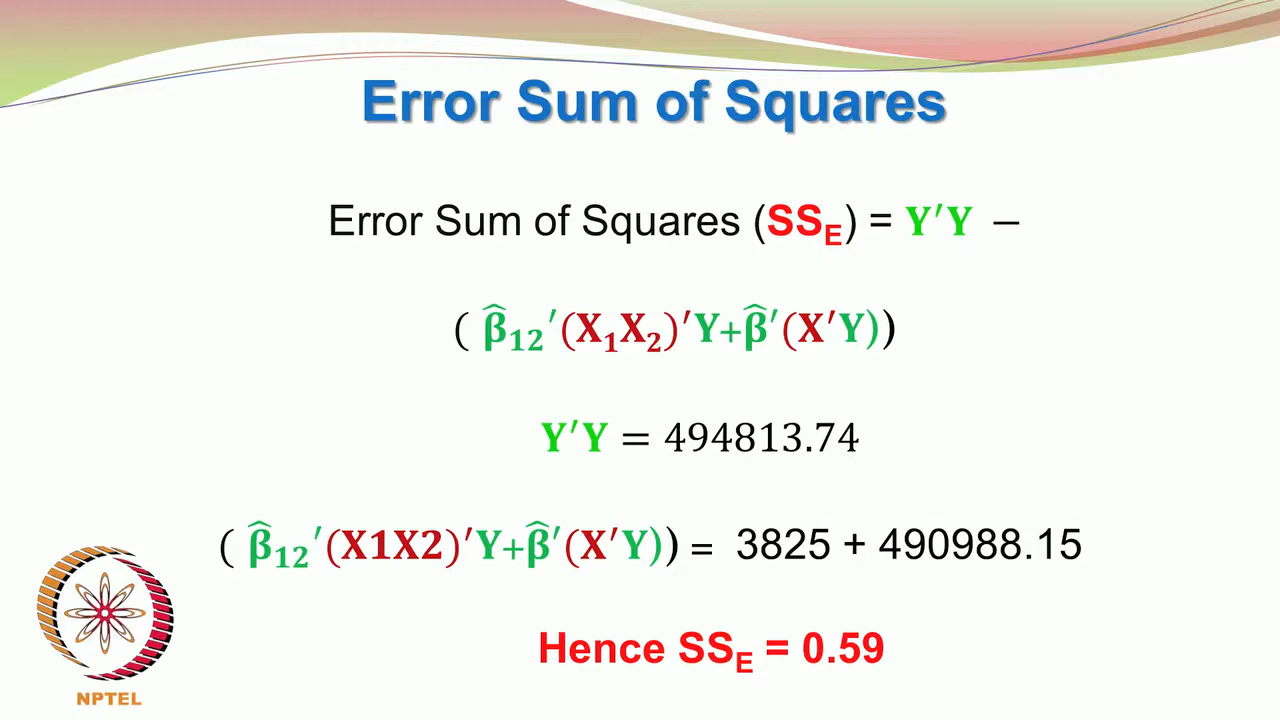 Error Sum of Squares
Error Sum of Squares (SS_E) = Y′Y –
( β̂₁₂′(X₁X₂)′Y+β̂′(X′Y))
Y′Y = 494813.74
( β̂₁₂′(X1X2)′Y+β̂′(X′Y)) = 3825 + 490988.15
Hence SS_E = 0.59
NPTEL